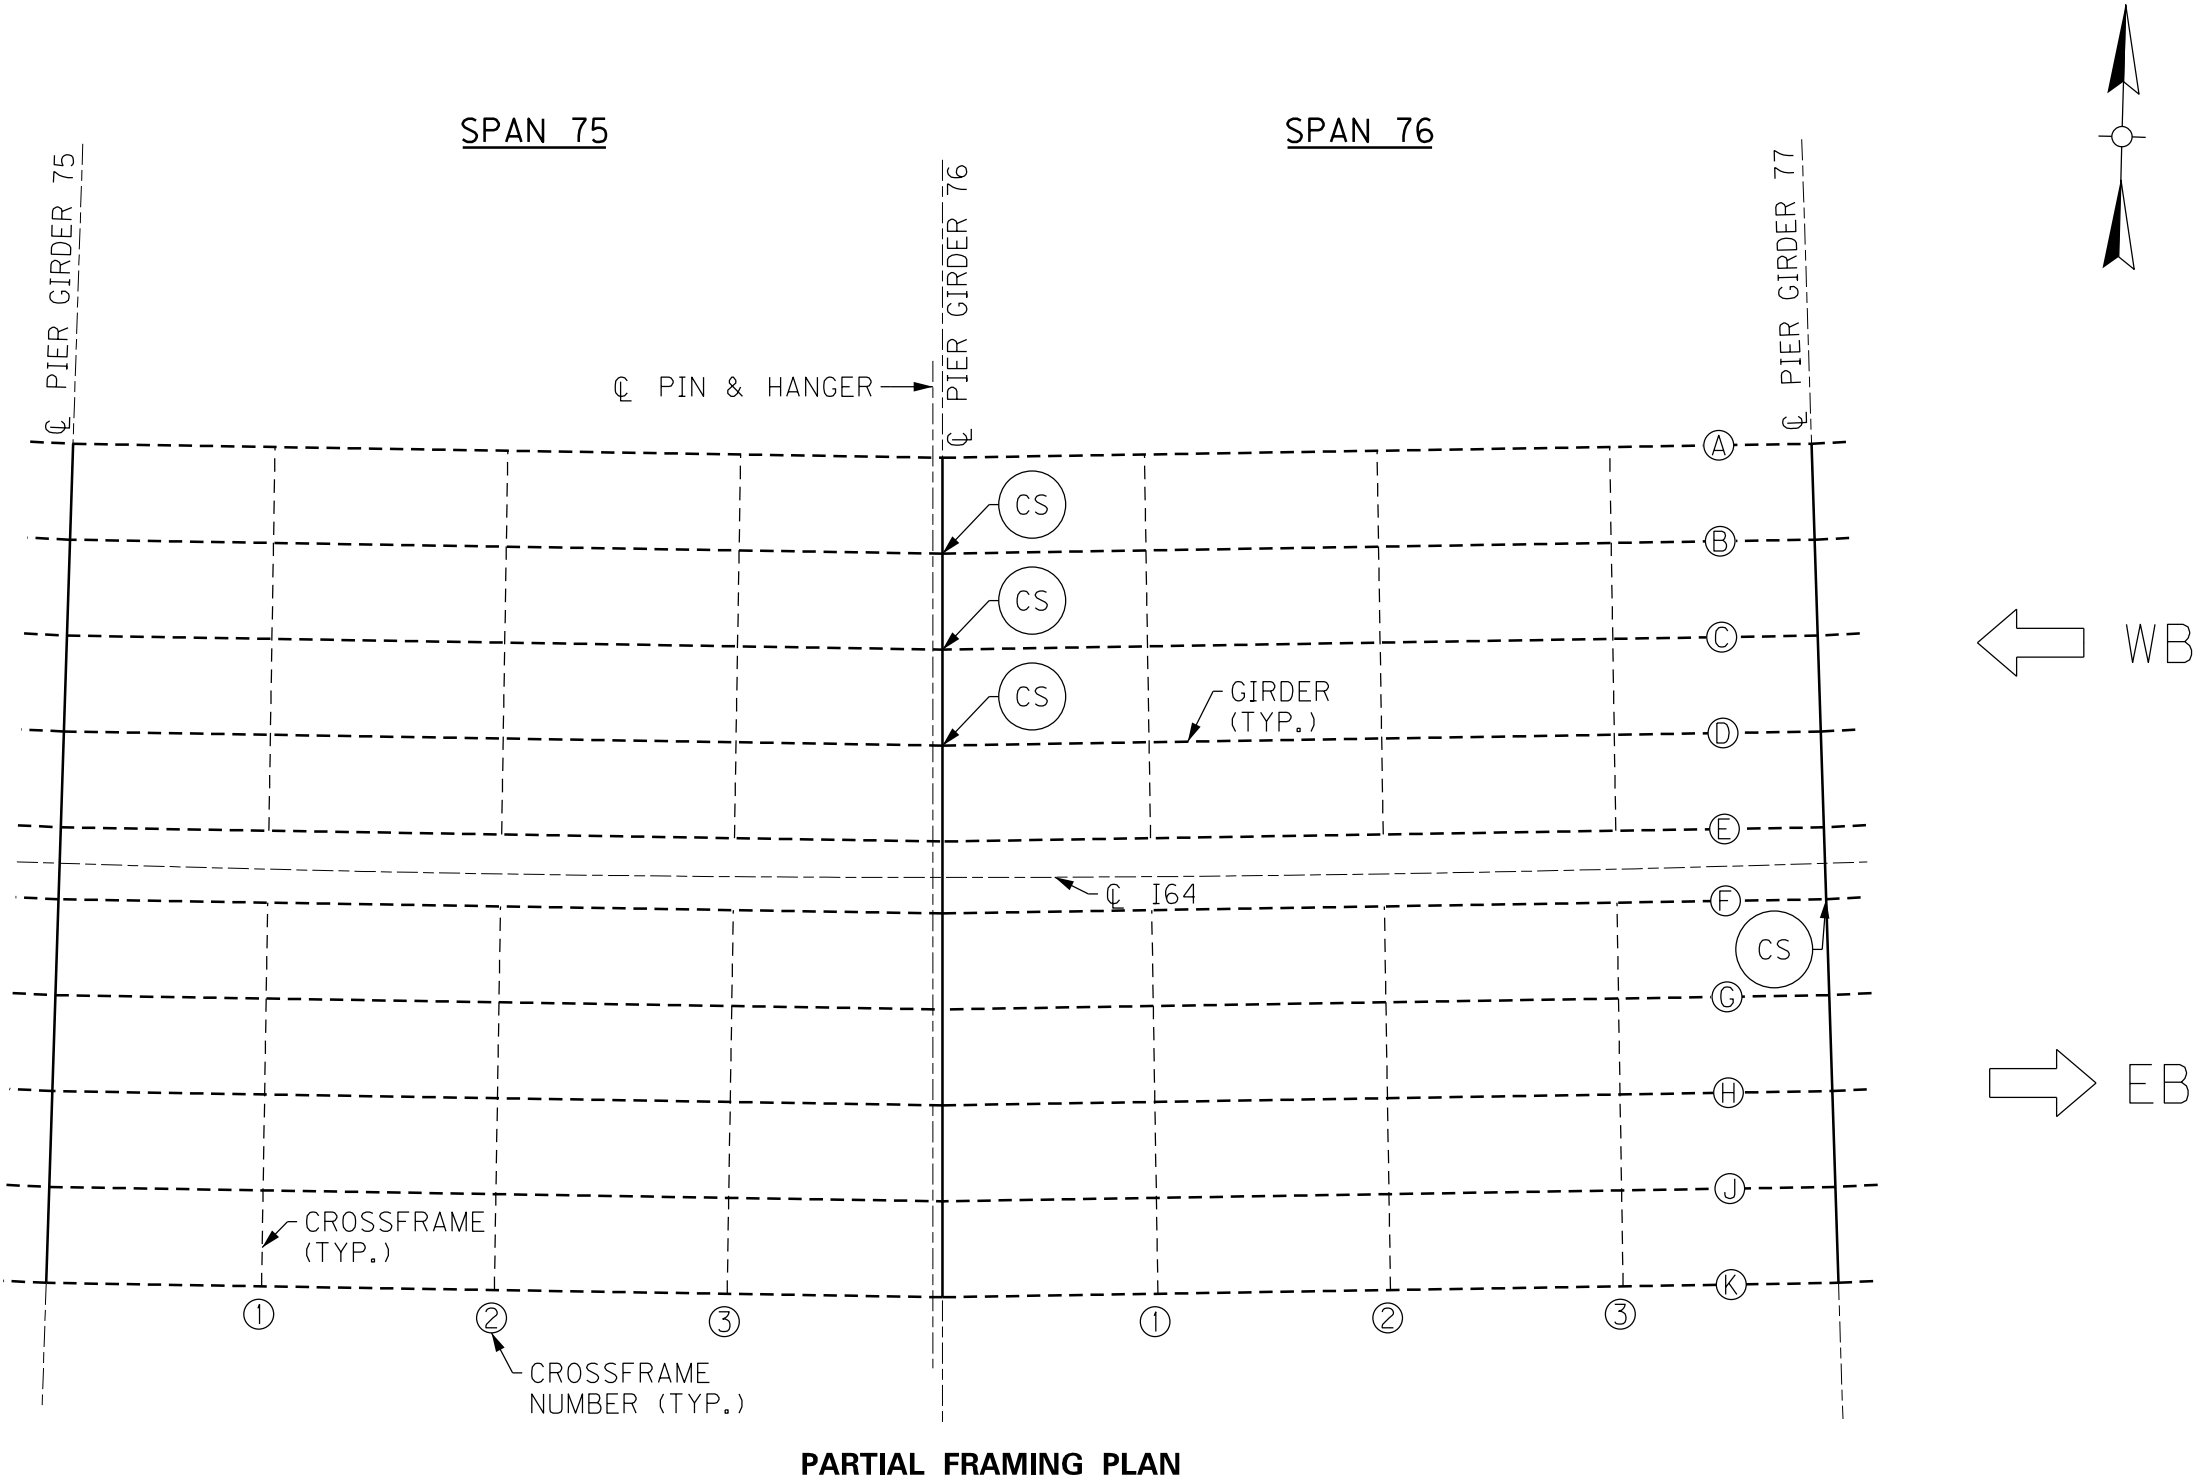 SPAN 75
SPAN 76
℄ PIER GIRDER 75
℄ PIER GIRDER 76
℄ PIER GIRDER 77
℄ PIN & HANGER
A
CS
B
CS
C
WB
CS
GIRDER
(TYP.)
D
E
℄ I64
F
CS
G
H
EB
J
CROSSFRAME
(TYP.)
K
1
2
3
1
2
3
CROSSFRAME
NUMBER (TYP.)
PARTIAL FRAMING PLAN